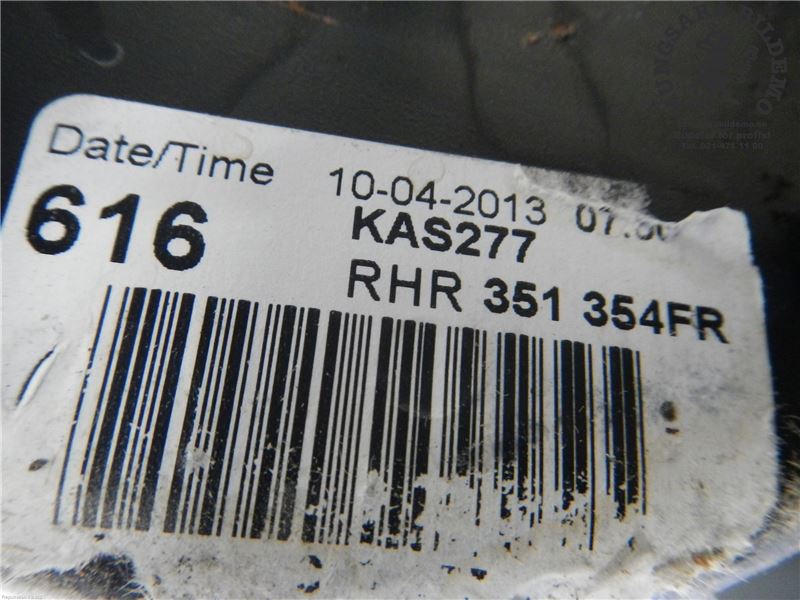 Date/Time 10-04-2013
616 KAS277
RHR 351 354FR